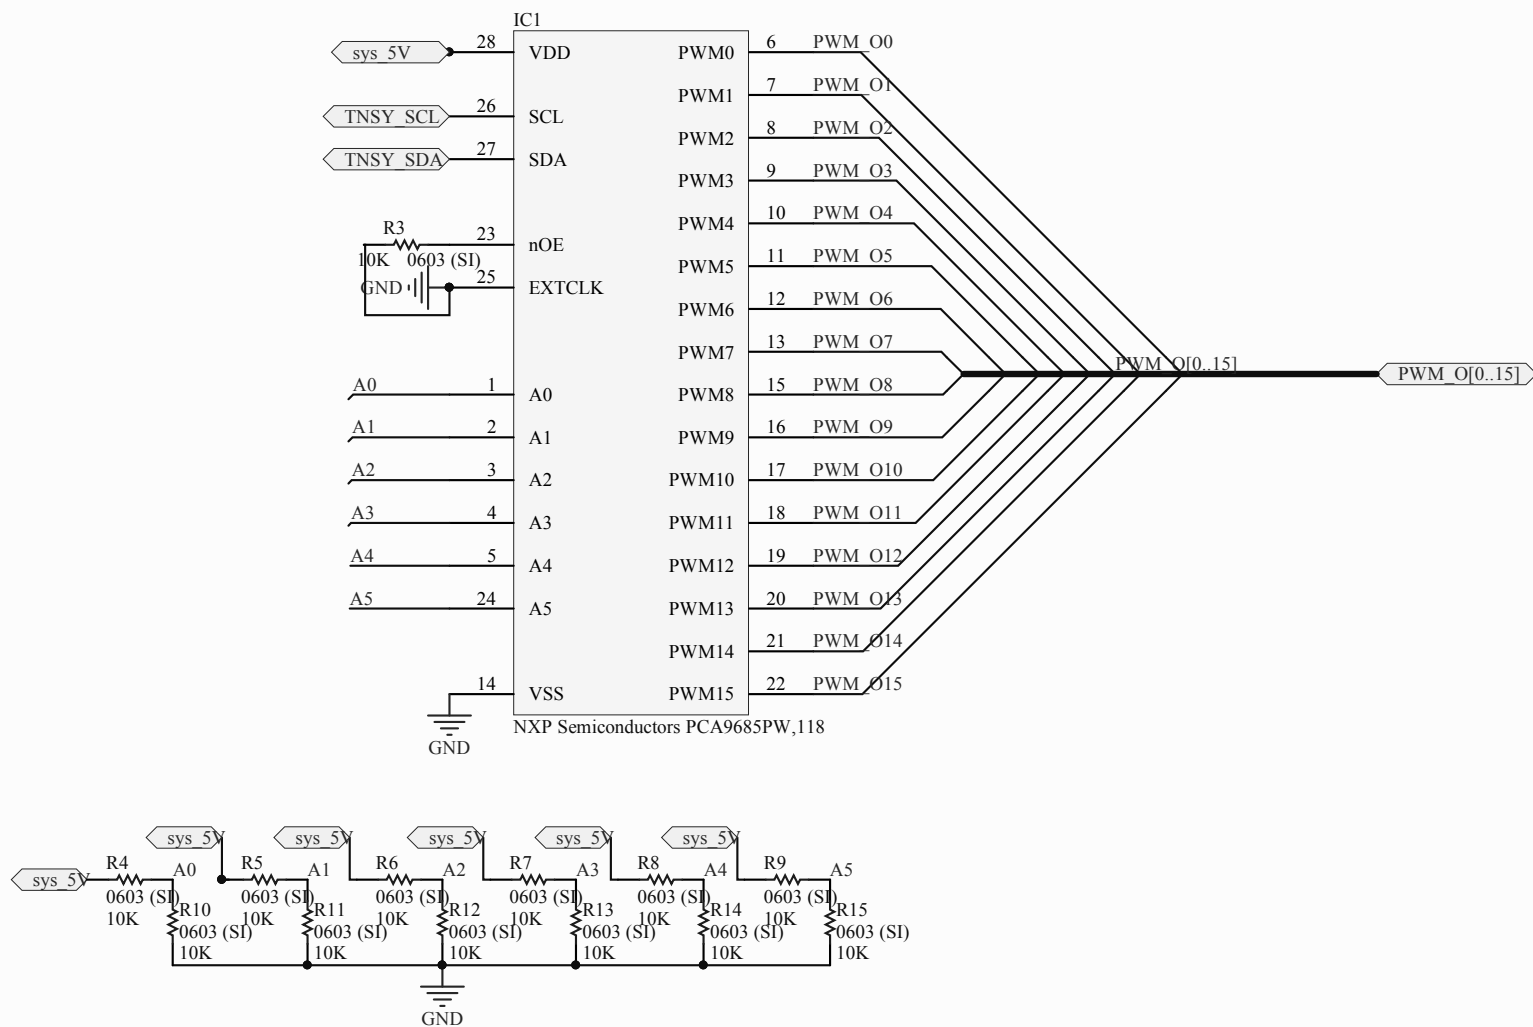 IC1
sys_5V 28 VDD PWM0 6 PWM_O0
PWM1 7 PWM_O1
TNSY_SCL 26 SCL PWM2 8 PWM_O2
TNSY_SDA 27 SDA PWM3 9 PWM_O3
PWM4 10 PWM_O4
R3 23 nOE PWM5 11 PWM_O5
10K 0603 (SI)
GND 25 EXTCLK PWM6 12 PWM_O6
PWM7 13 PWM_O7
PWM_O[0..15] PWM_O[0..15]
A0 1 A0 PWM8 15 PWM_O8
A1 2 A1 PWM9 16 PWM_O9
A2 3 A2 PWM10 17 PWM_O10
A3 4 A3 PWM11 18 PWM_O11
A4 5 A4 PWM12 19 PWM_O12
A5 24 A5 PWM13 20 PWM_O13
PWM14 21 PWM_O14
14 VSS PWM15 22 PWM_O15
NXP Semiconductors PCA9685PW,118
GND
sys_5V sys_5V sys_5V sys_5V sys_5V
sys_5V R4 A0 R5 A1 R6 A2 R7 A3 R8 A4 R9 A5
0603 (SI) 0603 (SI) 0603 (SI) 0603 (SI) 0603 (SI) 0603 (SI)
10K R10 10K R11 10K R12 10K R13 10K R14 10K R15
0603 (SI) 0603 (SI) 0603 (SI) 0603 (SI) 0603 (SI) 0603 (SI)
10K 10K 10K 10K 10K 10K
GND